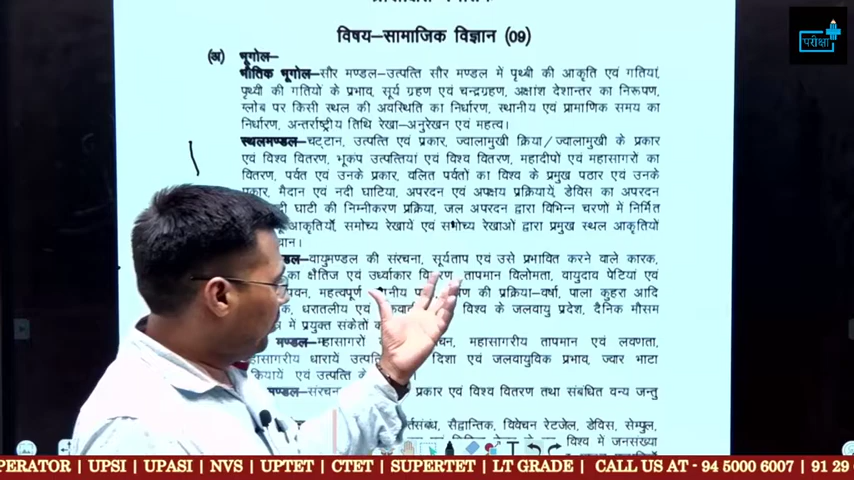 परीक्षा
विषय–सामाजिक विज्ञान (09)
(अ) भूगोल–
भौतिक भूगोल–सौर मण्डल–उत्पत्ति सौर मण्डल में पृथ्वी की आकृति एवं गतियां,
पृथ्वी की गतियों के प्रभाव, सूर्य ग्रहण एवं चन्द्रग्रहण, अक्षांश देशान्तर का निरूपण,
ग्लोब पर किसी स्थल की अवस्थिति का निर्धारण, स्थानीय एवं प्रामाणिक समय का
निर्धारण, अन्तर्राष्ट्रीय तिथि रेखा–अनुरेखन एवं महत्व।
स्थलमण्डल–चट्टान, उत्पत्ति एवं प्रकार, ज्वालामुखी क्रिया/ज्वालामुखी के प्रकार
एवं विश्व वितरण, भूकंप उत्पत्तियां एवं विश्व वितरण, महादीपों एवं महासागरों का
वितरण, पर्वत एवं उनके प्रकार, वलित पर्वतों का विश्व के प्रमुख पठार एवं उनके
प्रकार, मैदान एवं नदी घाटिया, अपरदन एवं अपक्षय प्रक्रियायें, डेविस का अपरदन
घाटी की निम्नीकरण प्रक्रिया, जल अपरदन द्वारा विभिन्न चरणों में निर्मित
आकृतियाँ, समोच्य रेखायें एवं समोच्य रेखाओं द्वारा प्रमुख स्थल आकृतियों
वायुमण्डल की संरचना, सूर्यताप एवं उसे प्रभावित करने वाले कारक,
का क्षैतिज एवं उर्ध्वाकार वितरण, तापमान विलोमता, वायुदाव पेटियां एवं
पवन, महत्वपूर्ण की प्रक्रिया–वर्षा, पाला कुहरा आदि
धरातलीय एवं विश्व के जलवायु प्रदेश, दैनिक मौसम
में प्रयुक्त संकेतों
मण्डल–महासागरों महासागरीय तापमान एवं लवणता,
महासागरीय धारायें दिशा एवं जलवायुविक प्रभाव, ज्वार भाटा
एवं उत्पत्ति के
प्रकार एवं विश्व वितरण तथा संबंधित वन्य जन्तु
सैद्वान्तिक, विवेचन रेटजेल, डेविस, सेम्पुल,
विश्व में जनसंख्या
PERATOR | UPSI | UPASI | NVS | UPTET | CTET | SUPERTET | LT GRADE | CALL US AT - 94 5000 6007 | 91 29